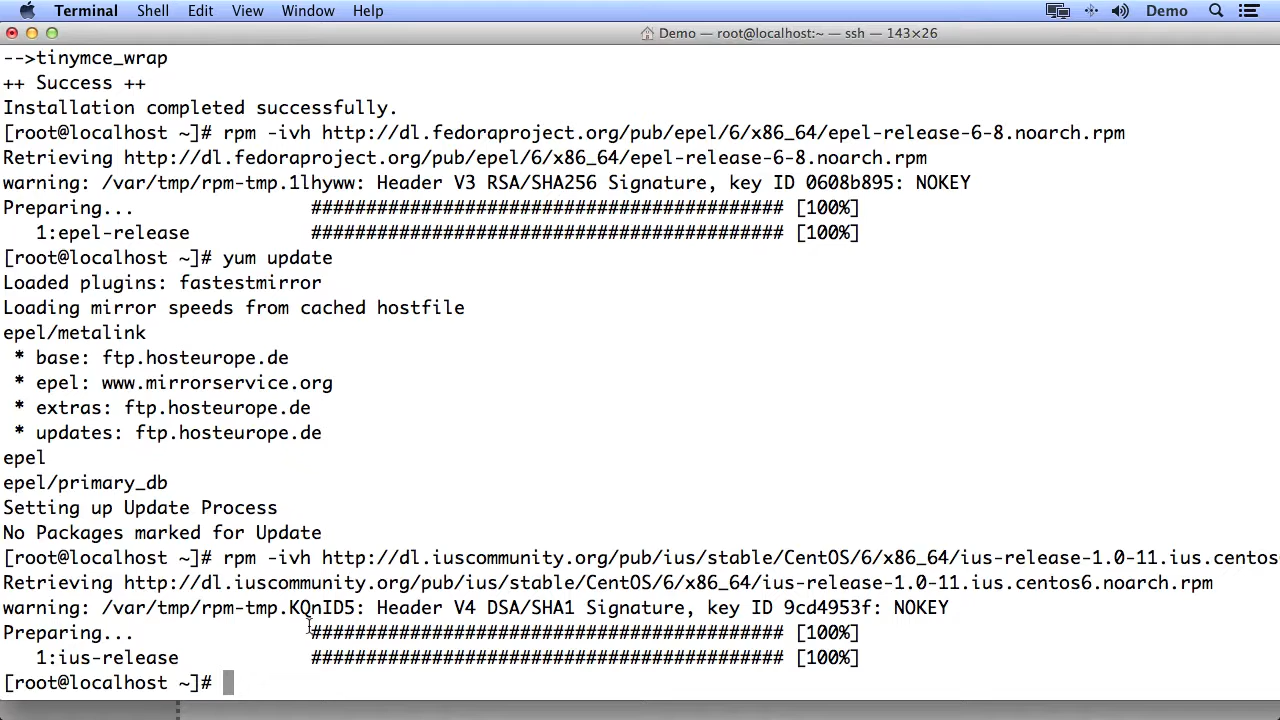 Terminal Shell Edit View Window Help Demo
Demo — root@localhost:~ — ssh — 143×26
-->tinymce_wrap
++ Success ++
Installation completed successfully.
[root@localhost ~]# rpm -ivh http://dl.fedoraproject.org/pub/epel/6/x86_64/epel-release-6-8.noarch.rpm
Retrieving http://dl.fedoraproject.org/pub/epel/6/x86_64/epel-release-6-8.noarch.rpm
warning: /var/tmp/rpm-tmp.1lhyww: Header V3 RSA/SHA256 Signature, key ID 0608b895: NOKEY
Preparing... ########################################### [100%]
1:epel-release ########################################### [100%]
[root@localhost ~]# yum update
Loaded plugins: fastestmirror
Loading mirror speeds from cached hostfile
epel/metalink
* base: ftp.hosteurope.de
* epel: www.mirrorservice.org
* extras: ftp.hosteurope.de
* updates: ftp.hosteurope.de
epel
epel/primary_db
Setting up Update Process
No Packages marked for Update
[root@localhost ~]# rpm -ivh http://dl.iuscommunity.org/pub/ius/stable/CentOS/6/x86_64/ius-release-1.0-11.ius.centos
Retrieving http://dl.iuscommunity.org/pub/ius/stable/CentOS/6/x86_64/ius-release-1.0-11.ius.centos6.noarch.rpm
warning: /var/tmp/rpm-tmp.KQnID5: Header V4 DSA/SHA1 Signature, key ID 9cd4953f: NOKEY
Preparing... ########################################### [100%]
1:ius-release ########################################### [100%]
[root@localhost ~]#